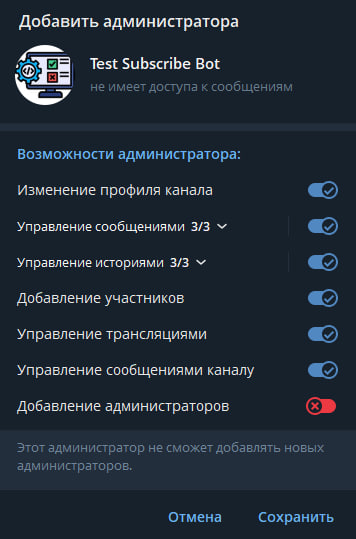 Добавить администратора
Test Subscribe Bot
не имеет доступа к сообщениям
Возможности администратора:
Изменение профиля канала
Управление сообщениями 3/3
Управление историями 3/3
Добавление участников
Управление трансляциями
Управление сообщениями каналу
Добавление администраторов
Этот администратор не сможет добавлять новых
администраторов.
Отмена Сохранить